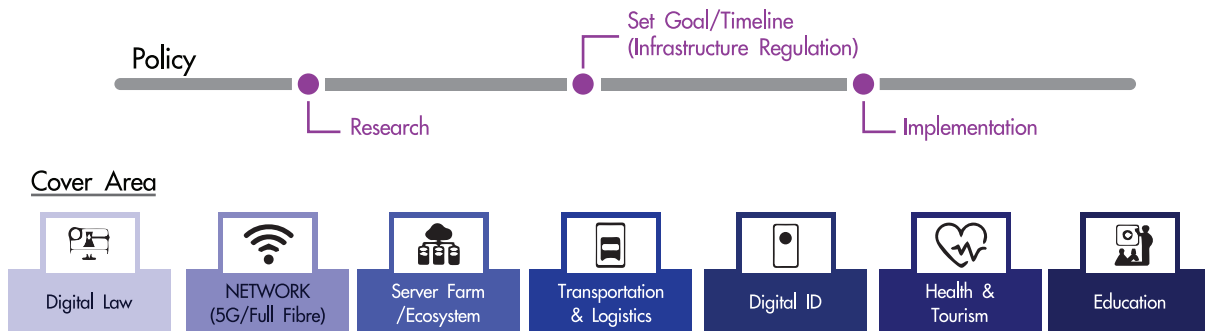 Set Goal/Timeline
(Infrastructure Regulation)
Policy
Research
Implementation
Cover Area
Digital Law
NETWORK
(5G/Full Fibre)
Server Farm
/Ecosystem
Transportation
& Logistics
Digital ID
Health &
Tourism
Education